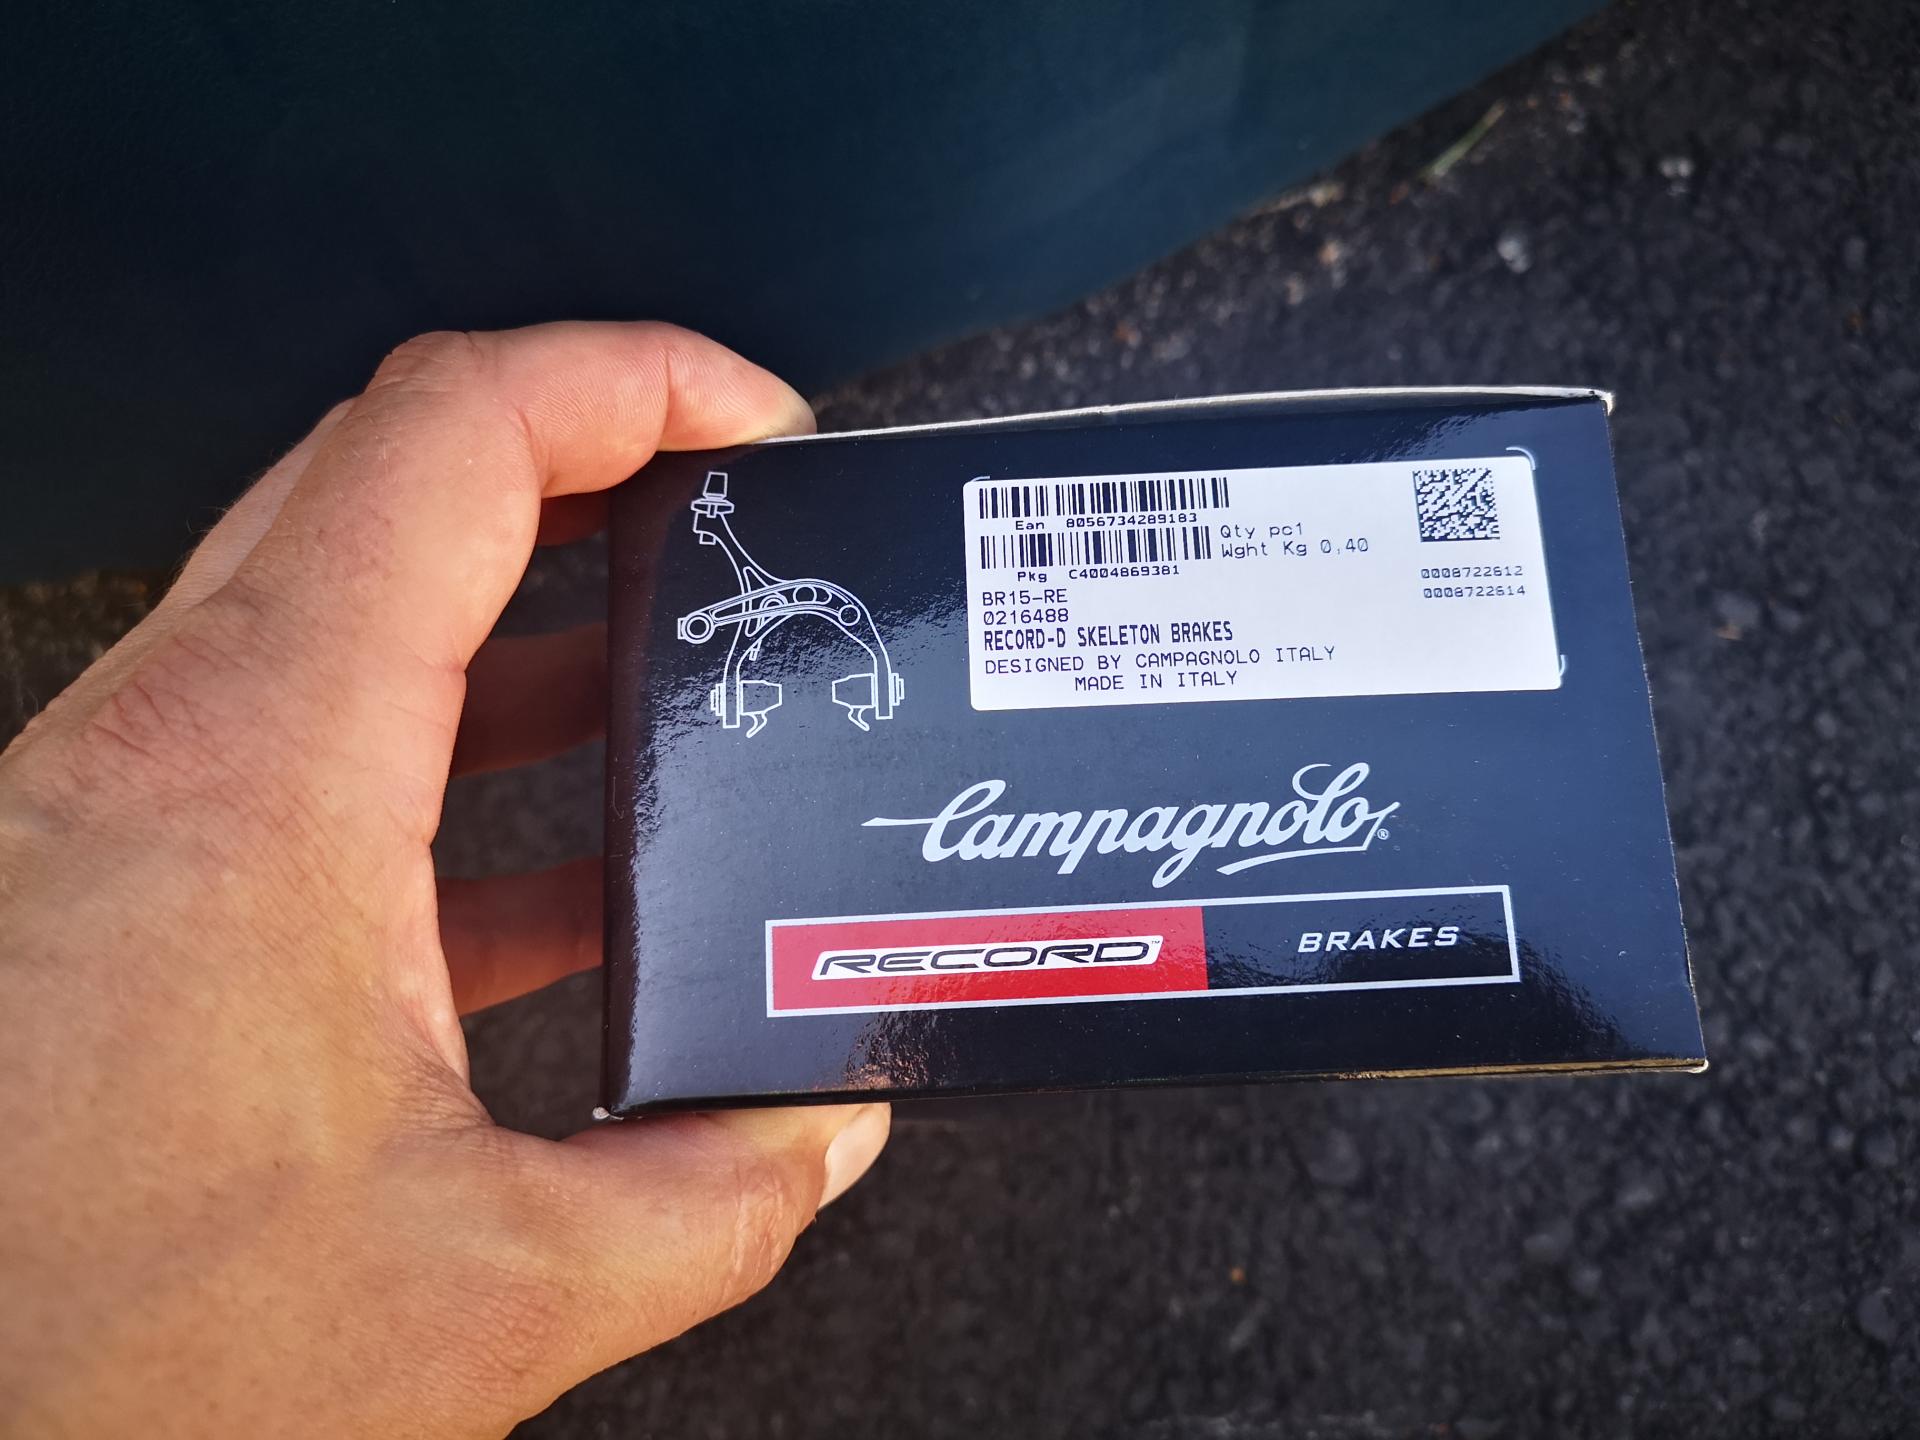 Ean 8056734289183
Qty pc1
Wght Kg 0,40
Pkg C4004869381
0008722612
0008722614
BR15-RE
0216488
RECORD-D SKELETON BRAKES
DESIGNED BY CAMPAGNOLO ITALY
MADE IN ITALY
Campagnolo®
RECORD™ BRAKES